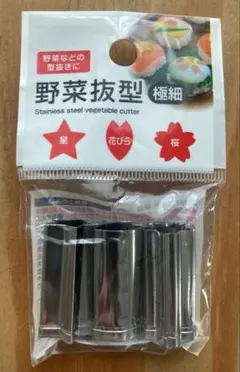 野菜などの
型抜きに
野菜抜型 極細
Stainless steel vegetable cutter
星
花びら
桜